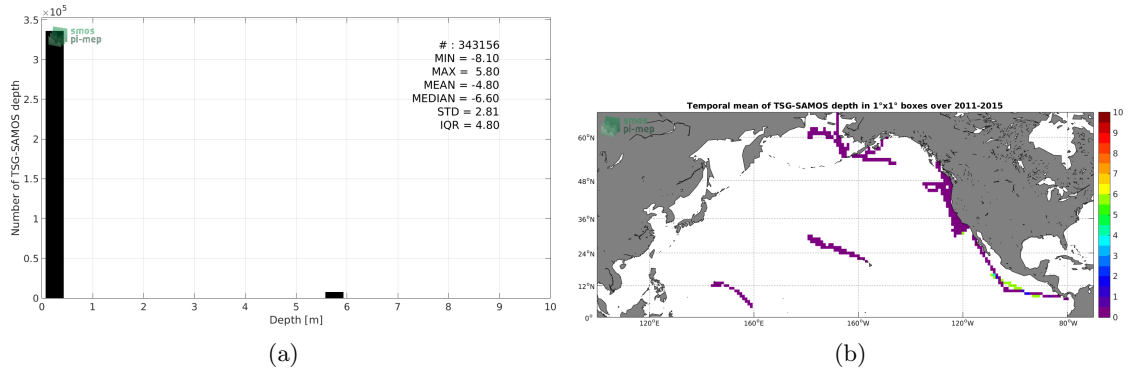 ×10⁵
smos
pi-mep
# : 343156
MIN = -8.10
MAX = 5.80
MEAN = -4.80
MEDIAN = -6.60
STD = 2.81
IQR = 4.80
Number of TSG-SAMOS depth
3.5
3
2.5
2
1.5
1
0.5
0
0 1 2 3 4 5 6 7 8 9 10
Depth [m]
(a)
Temporal mean of TSG-SAMOS depth in 1°x1° boxes over 2011-2015
smos
pi-mep
60°N
48°N
36°N
24°N
12°N
0°
120°E 160°E 160°W 120°W 80°W
10
9
8
7
6
5
4
3
2
1
0
(b)